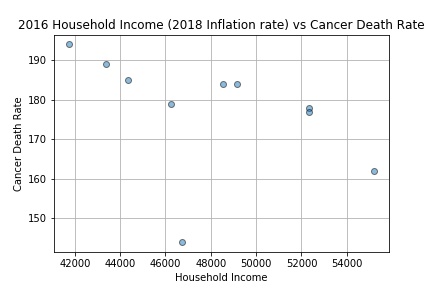 2016 Household Income (2018 Inflation rate) vs Cancer Death Rate
190
180
170
160
150
Cancer Death Rate
42000 44000 46000 48000 50000 52000 54000
Household Income